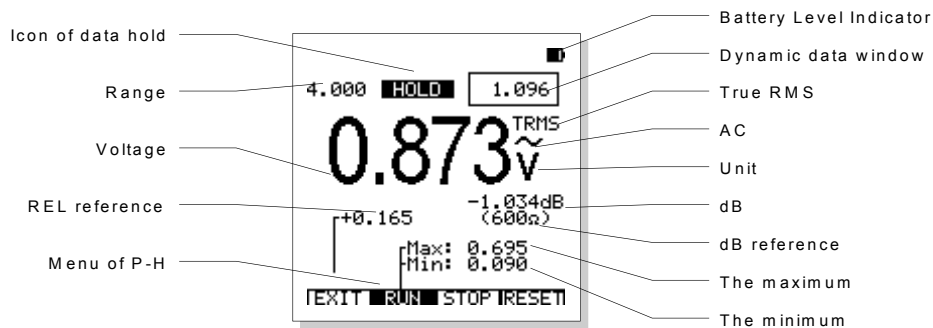 Battery Level Indicator
Icon of data hold
Dynamic data window
4.000 HOLD 1.096
Range
True RMS
TRMS
AC
0.873 V
Voltage
Unit
-1.034dB
REL reference
dB
+0.165 (600Ω)
dB reference
Max: 0.695
Menu of P-H
Min: 0.090
The maximum
EXIT RUN STOP RESET
The minimum